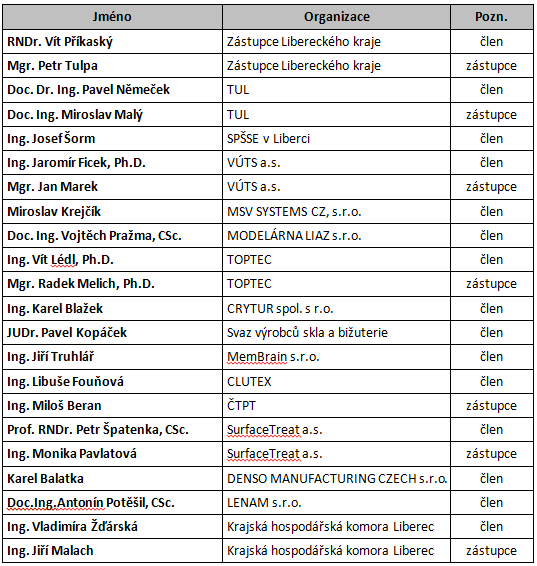 Jméno Organizace Pozn.
RNDr. Vít Příkaský Zástupce Libereckého kraje člen
Mgr. Petr Tulpa Zástupce Libereckého kraje zástupce
Doc. Dr. Ing. Pavel Němeček TUL člen
Doc. Ing. Miroslav Malý TUL zástupce
Ing. Josef Šorm SPŠSE v Liberci člen
Ing. Jaromír Ficek, Ph.D. VÚTS a.s. člen
Mgr. Jan Marek VÚTS a.s. zástupce
Miroslav Krejčík MSV SYSTEMS CZ, s.r.o. člen
Doc. Ing. Vojtěch Pražma, CSc. MODELÁRNA LIAZ s.r.o. člen
Ing. Vít Lédl, Ph.D. TOPTEC člen
Mgr. Radek Melich, Ph.D. TOPTEC zástupce
Ing. Karel Blažek CRYTUR spol. s r.o. člen
JUDr. Pavel Kopáček Svaz výrobců skla a bižuterie člen
Ing. Jiří Truhlář MemBrain s.r.o. člen
Ing. Libuše Fouňová CLUTEX člen
Ing. Miloš Beran ČTPT zástupce
Prof. RNDr. Petr Špatenka, CSc. SurfaceTreat a.s. člen
Ing. Monika Pavlatová SurfaceTreat a.s. zástupce
Karel Balatka DENSO MANUFACTURING CZECH s.r.o. člen
Doc.Ing.Antonín Potěšil, CSc. LENAM s.r.o. člen
Ing. Vladimíra Žďárská Krajská hospodářská komora Liberec člen
Ing. Jiří Malach Krajská hospodářská komora Liberec zástupce